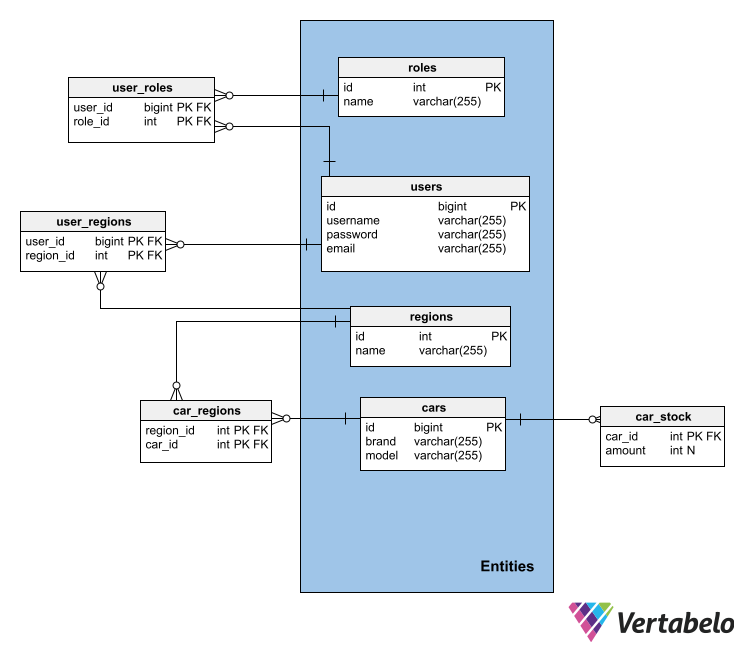 roles
id int PK
name varchar(255)
user_roles
user_id bigint PK FK
role_id int PK FK
users
id bigint PK
username varchar(255)
password varchar(255)
email varchar(255)
user_regions
user_id bigint PK FK
region_id int PK FK
regions
id int PK
name varchar(255)
car_regions
region_id int PK FK
car_id int PK FK
cars
id bigint PK
brand varchar(255)
model varchar(255)
car_stock
car_id int PK FK
amount int N
Entities
Vertabelo